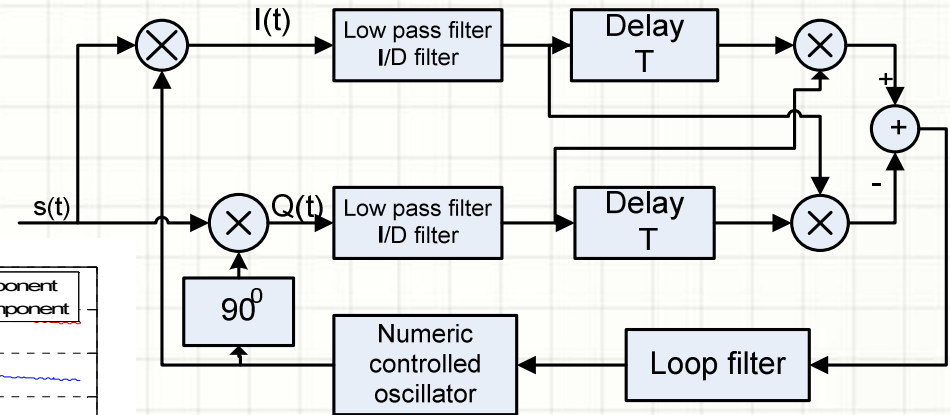 I(t)
Low pass filter
I/D filter
Delay
T
+
+
-
s(t)
Q(t)
Low pass filter
I/D filter
Delay
T
90⁰
Numeric
controlled
oscillator
Loop filter